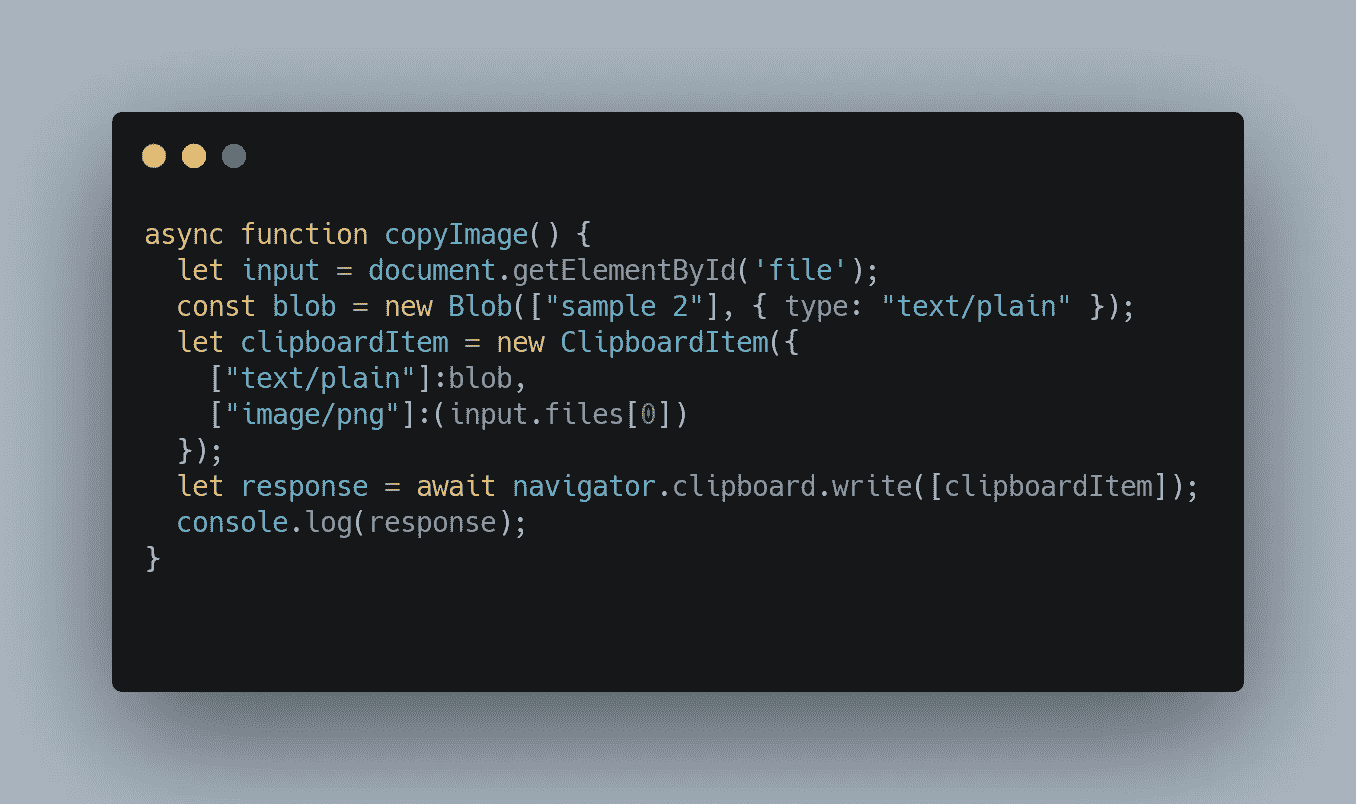 async function copyImage() {
  let input = document.getElementById('file');
  const blob = new Blob(["sample 2"], { type: "text/plain" });
  let clipboardItem = new ClipboardItem({
    ["text/plain"]:blob,
    ["image/png"]:(input.files[0])
  });
  let response = await navigator.clipboard.write([clipboardItem]);
  console.log(response);
}